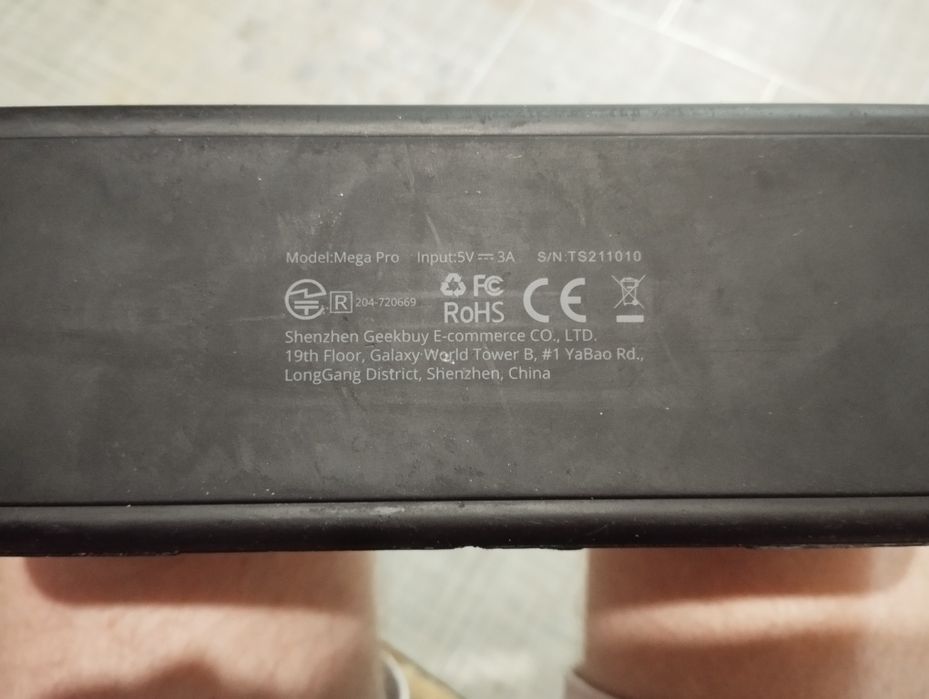 Model:Mega Pro Input:5V⎓3A S/N:TS211010
R 204-720669 FC RoHS CE
Shenzhen Geekbuy E-commerce CO., LTD.
19th Floor, Galaxy World Tower B, #1 YaBao Rd.,
LongGang District, Shenzhen, China